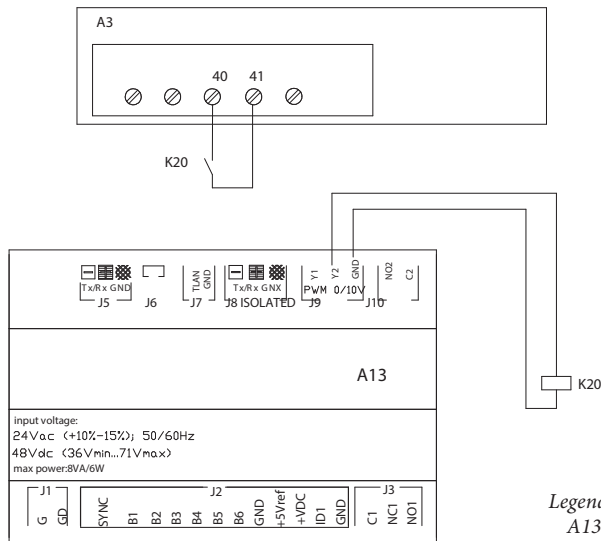 A3
40 41
K20
Y1 Y2 GND NO2 C2
TLAN GND
Tx/Rx GND
Tx/Rx GNX
PWM 0/10V
J5 J6 J7 J8 ISOLATED J9 J10
A13
K20
input voltage:
24Vac (+10%-15%); 50/60Hz
48Vdc (36Vmin...71Vmax)
max power:8VA/6W
J1 J2 J3
G GD SYNC B1 B2 B3 B4 B5 B6 GND +5Vref +VDC ID1 GND C1 NC1 NO1
Legend
A13